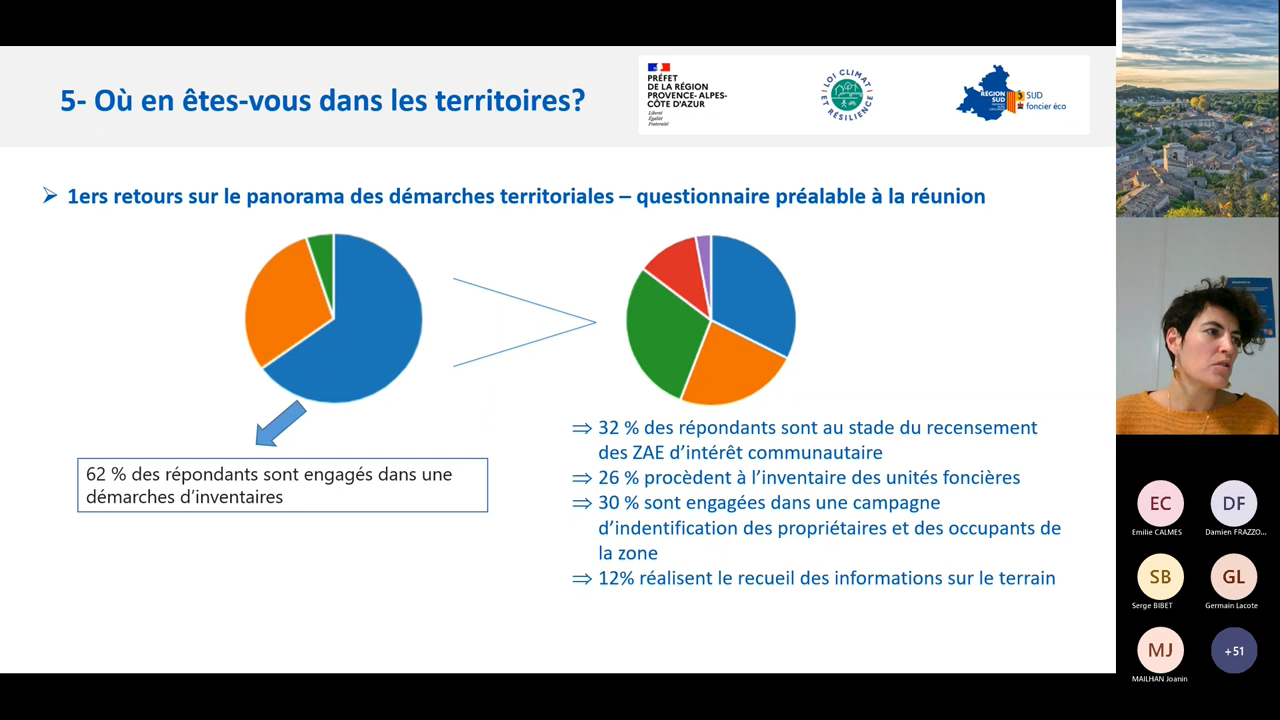 5- Où en êtes-vous dans les territoires?
PRÉFET
DE LA RÉGION
PROVENCE- ALPES-
CÔTE D'AZUR
Liberté
Égalité
Fraternité
LOI CLIMAT
ET RÉSILIENCE
RÉGION
SUD
SUD
foncier éco
1ers retours sur le panorama des démarches territoriales – questionnaire préalable à la réunion
62 % des répondants sont engagés dans une
démarches d'inventaires
⇒ 32 % des répondants sont au stade du recensement
des ZAE d'intérêt communautaire
⇒ 26 % procèdent à l'inventaire des unités foncières
⇒ 30 % sont engagées dans une campagne
d'indentification des propriétaires et des occupants de
la zone
⇒ 12% réalisent le recueil des informations sur le terrain
EC
DF
Emilie CALMES
Damien FRAZZO...
SB
GL
Serge BIBET
Germain Lacote
MJ
+51
MAILHAN Joanin